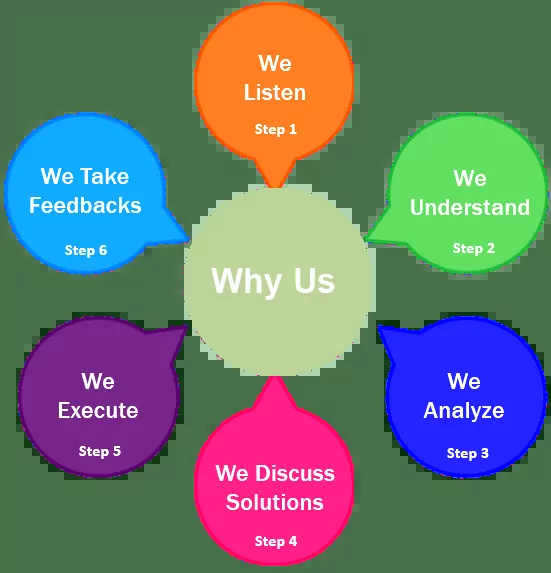 We
Listen
Step 1
We
Understand
Step 2
We
Analyze
Step 3
We Discuss
Solutions
Step 4
We
Execute
Step 5
We Take
Feedbacks
Step 6
Why Us